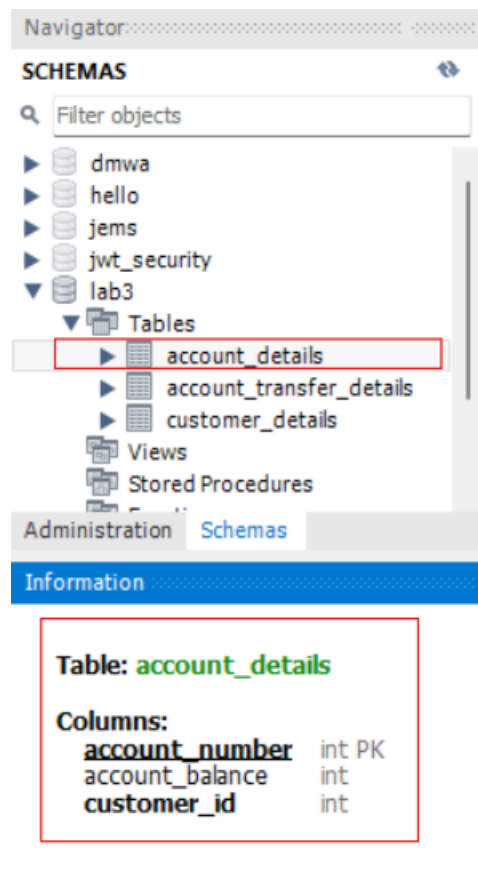 Navigator
SCHEMAS
Filter objects
dmwa
hello
jems
jwt_security
lab3
Tables
account_details
account_transfer_details
customer_details
Views
Stored Procedures
Administration Schemas
Information
Table: account_details
Columns:
account_number int PK
account_balance int
customer_id int